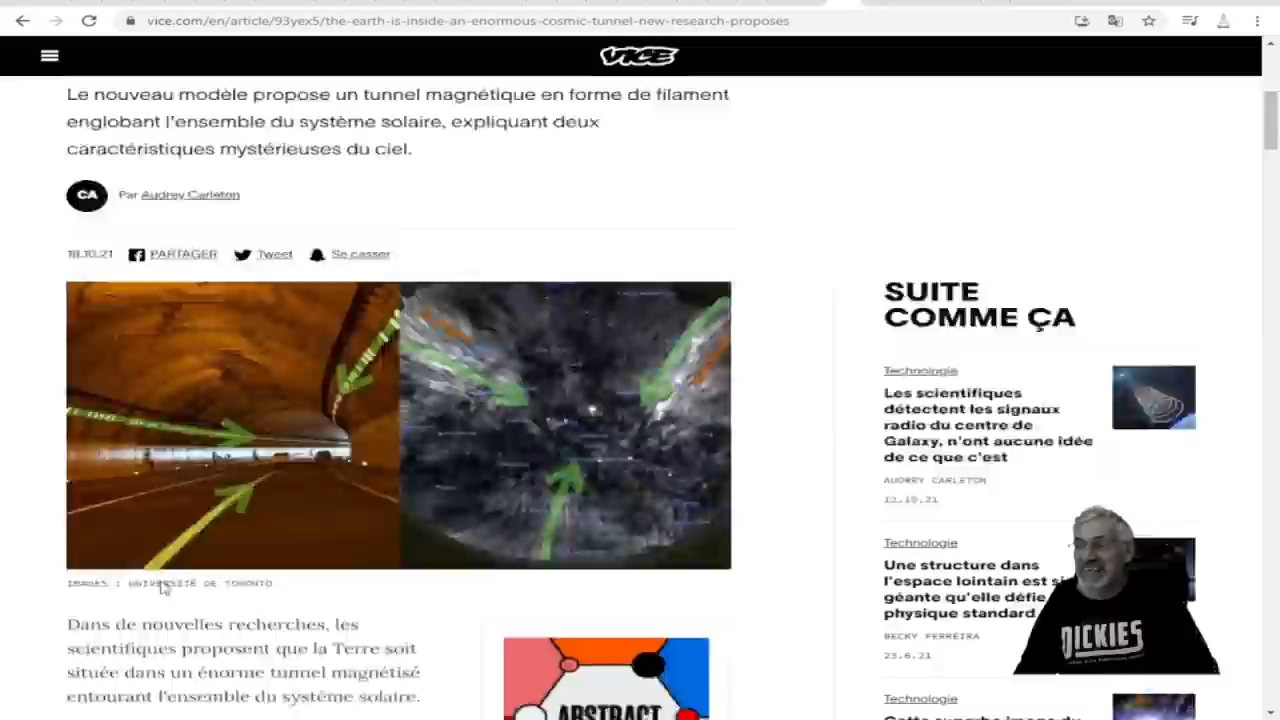 vice.com/en/article/93yex5/the-earth-is-inside-an-enormous-cosmic-tunnel-new-research-proposes
VICE
Le nouveau modèle propose un tunnel magnétique en forme de filament
englobant l'ensemble du système solaire, expliquant deux
caractéristiques mystérieuses du ciel.
CA
Par Audrey Carleton
18.10.21
PARTAGER
Tweet
Se casser
IMAGES : UNIVERSITÉ DE TORONTO
Dans de nouvelles recherches, les
scientifiques proposent que la Terre soit
située dans un énorme tunnel magnétisé
entourant l'ensemble du système solaire.
ABSTRACT
SUITE
COMME ÇA
Technologie
Les scientifiques
détectent les signaux
radio du centre de
Galaxy, n'ont aucune idée
de ce que c'est
AUDREY CARLETON
12.10.21
Technologie
Une structure dans
l'espace lointain est si
géante qu'elle défie
physique standard
BECKY FERREIRA
23.6.21
Technologie
DICKIES